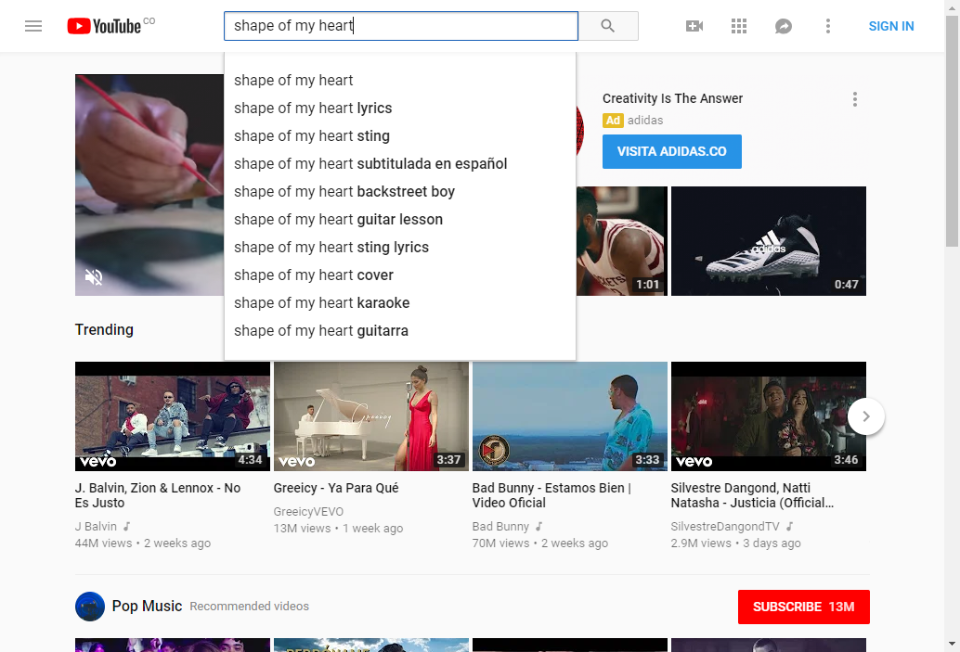 YouTube CO
shape of my heart
SIGN IN
shape of my heart
shape of my heart lyrics
shape of my heart sting
shape of my heart subtitulada en español
shape of my heart backstreet boy
shape of my heart guitar lesson
shape of my heart sting lyrics
shape of my heart cover
shape of my heart karaoke
shape of my heart guitarra
Creativity Is The Answer
Ad adidas
VISITA ADIDAS.CO
adidas
1:01
0:47
Trending
vevo
4:34
Greeicy
vevo
3:37
3:33
vevo
3:46
J. Balvin, Zion & Lennox - No
Es Justo
J Balvin
44M views • 2 weeks ago
Greeicy - Ya Para Qué
GreeicyVEVO
13M views • 1 week ago
Bad Bunny - Estamos Bien |
Video Oficial
Bad Bunny
70M views • 2 weeks ago
Silvestre Dangond, Natti
Natasha - Justicia (Official...
SilvestreDangondTV
2.9M views • 3 days ago
Pop Music Recommended videos
SUBSCRIBE 13M